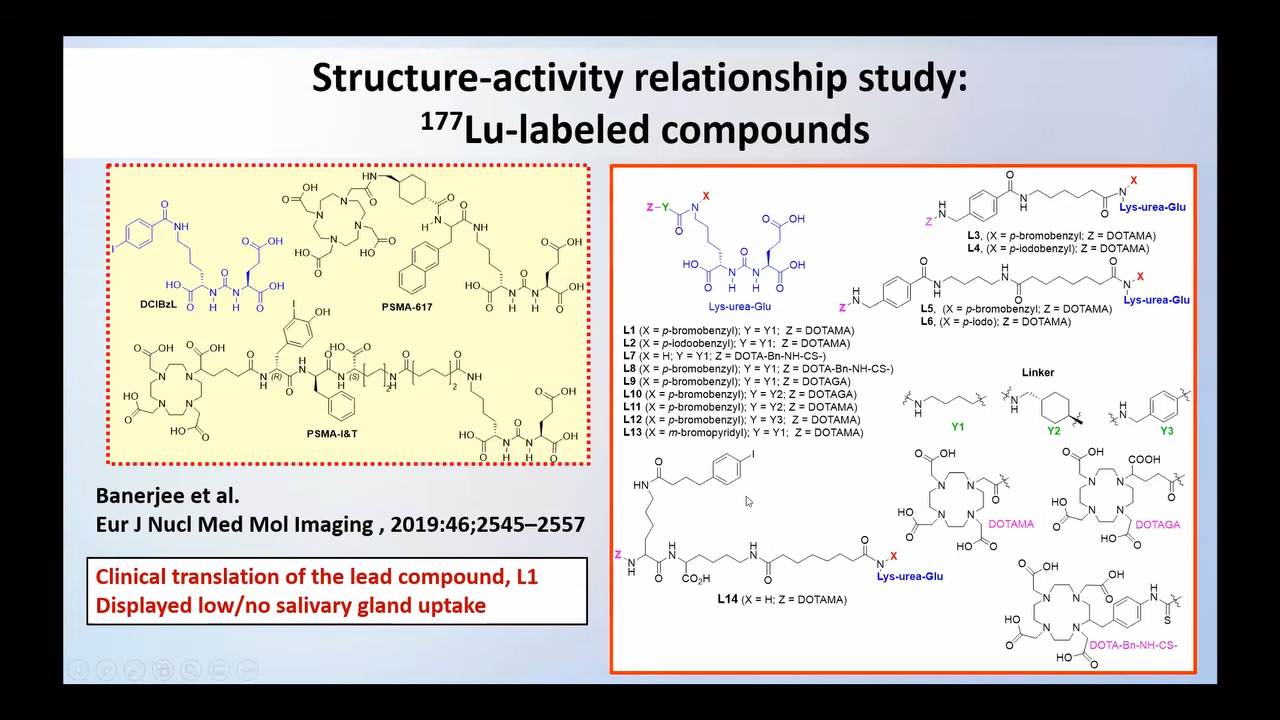 Structure-activity relationship study:
177Lu-labeled compounds
DCIBzL
PSMA-617
PSMA-I&T
Banerjee et al.
Eur J Nucl Med Mol Imaging , 2019:46;2545–2557
Clinical translation of the lead compound, L1
Displayed low/no salivary gland uptake
Lys-urea-Glu
L1 (X = p-bromobenzyl); Y = Y1; Z = DOTAMA)
L2 (X = p-iodoobenzyl); Y = Y1; Z = DOTAMA)
L7 (X = H; Y = Y1; Z = DOTA-Bn-NH-CS-)
L8 (X = p-bromobenzyl); Y = Y1; Z = DOTA-Bn-NH-CS-)
L9 (X = p-bromobenzyl); Y = Y1; Z = DOTAGA)
L10 (X = p-bromobenzyl); Y = Y2; Z = DOTAGA)
L11 (X = p-bromobenzyl); Y = Y2; Z = DOTAMA)
L12 (X = p-bromobenzyl); Y = Y3; Z = DOTAMA)
L13 (X = m-bromopyridyl); Y = Y1; Z = DOTAMA)
Lys-urea-Glu
L3, (X = p-bromobenzyl; Z = DOTAMA)
L4, (X = p-iodobenzyl); Z = DOTAMA)
Lys-urea-Glu
L5, (X = p-bromobenzyl; Z = DOTAMA)
L6, (X = p-iodo); Z = DOTAMA)
Linker
Y1
Y2
Y3
DOTAMA
DOTAGA
DOTA-Bn-NH-CS-
Lys-urea-Glu
L14 (X = H; Z = DOTAMA)